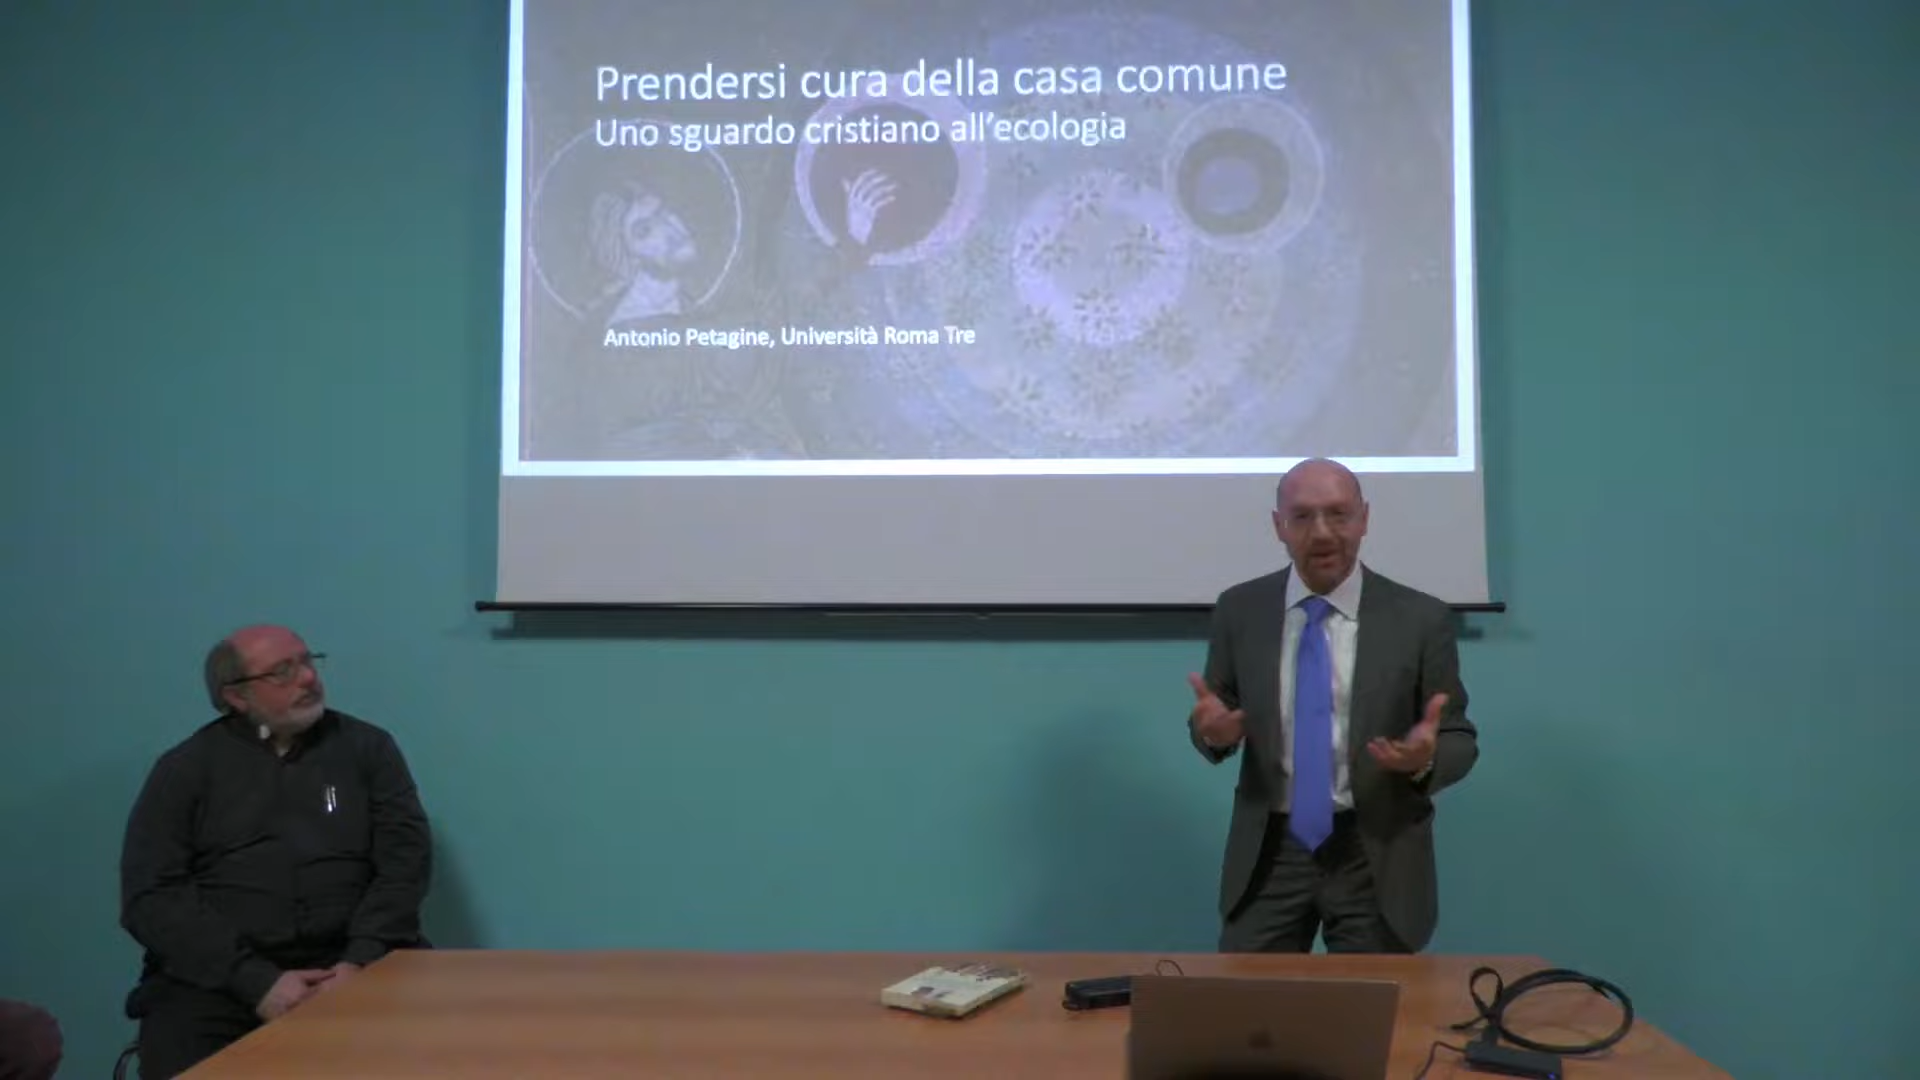 Prendersi cura della casa comune
Uno sguardo cristiano all'ecologia
Antonio Petagine, Università Roma Tre